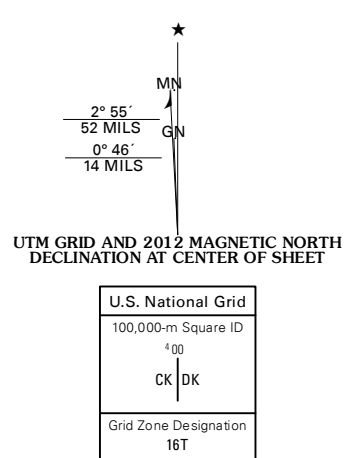 ★
MN
2° 55´
52 MILS
GN
0° 46´
14 MILS
UTM GRID AND 2012 MAGNETIC NORTH
DECLINATION AT CENTER OF SHEET
U.S. National Grid
100,000-m Square ID
⁴00
CK DK
Grid Zone Designation
16T